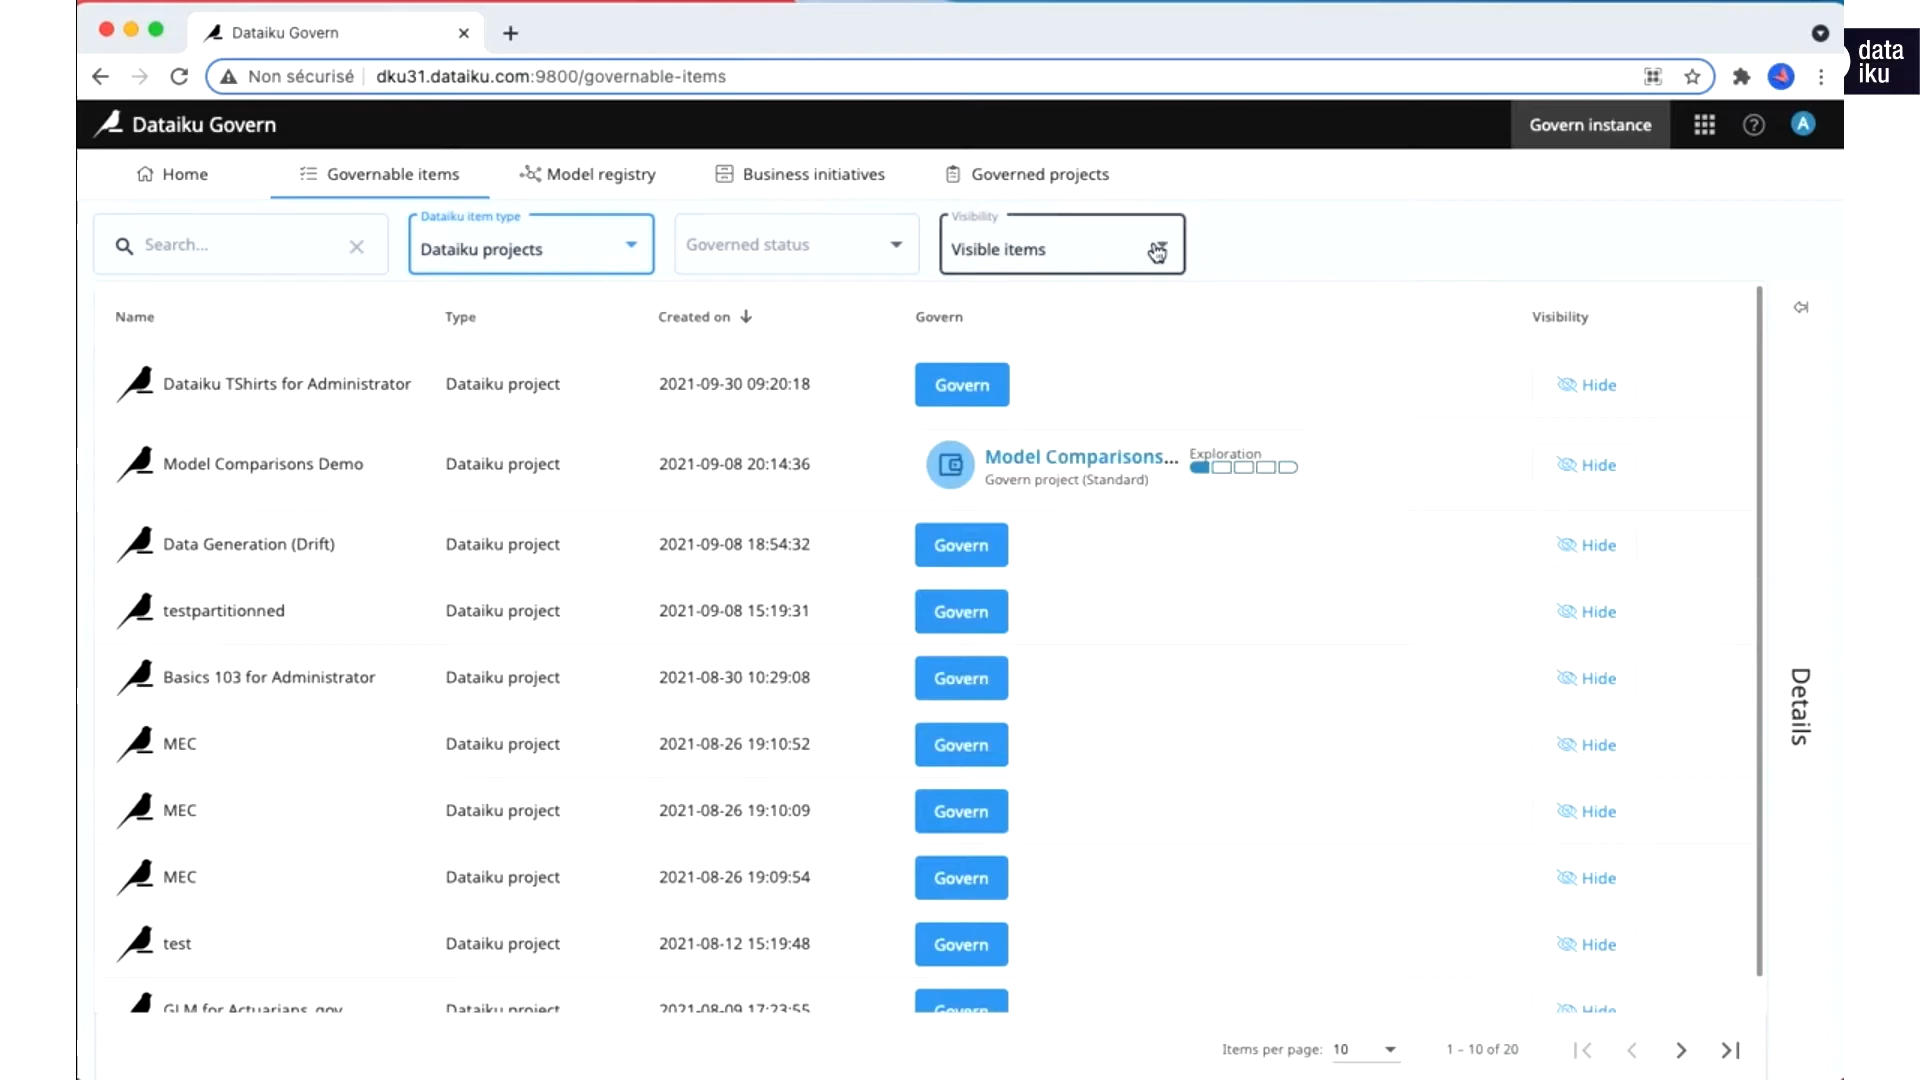 Dataiku Govern
Non sécurisé dku31.dataiku.com:9800/governable-items
data
iku
Dataiku Govern
Govern instance
A
Home
Governable items
Model registry
Business initiatives
Governed projects
Search...
Dataiku item type
Dataiku projects
Governed status
Visibility
Visible items
Name Type Created on Govern Visibility
Dataiku TShirts for Administrator Dataiku project 2021-09-30 09:20:18 Govern Hide
Model Comparisons Demo Dataiku project 2021-09-08 20:14:36 Model Comparisons... Exploration Hide
Govern project (Standard)
Data Generation (Drift) Dataiku project 2021-09-08 18:54:32 Govern Hide
testpartitionned Dataiku project 2021-09-08 15:19:31 Govern Hide
Basics 103 for Administrator Dataiku project 2021-08-30 10:29:08 Govern Hide
MEC Dataiku project 2021-08-26 19:10:52 Govern Hide
MEC Dataiku project 2021-08-26 19:10:09 Govern Hide
MEC Dataiku project 2021-08-26 19:09:54 Govern Hide
test Dataiku project 2021-08-12 15:19:48 Govern Hide
GLM for Actuarians_gov Dataiku project 2021-08-09 17:23:55 Govern Hide
Details
Items per page: 10 1 – 10 of 20